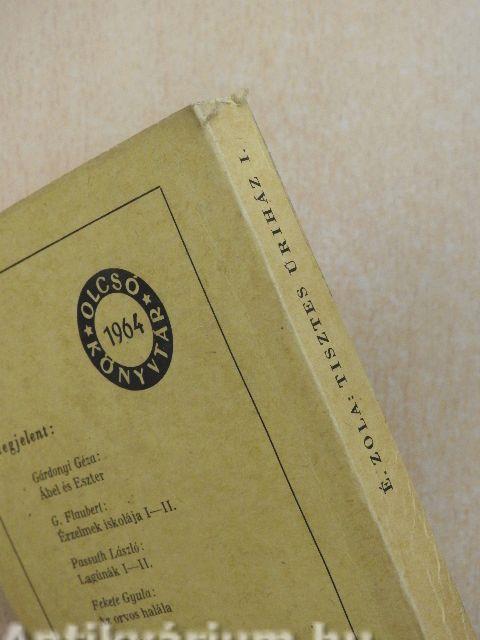 É. ZOLA: TISZTES ÚRIHÁZ I.
OLCSÓ
KÖNYVTÁR
1964
Megjelent:
Gárdonyi Géza:
Ábel és Eszter
G. Flaubert:
Érzelmek iskolája I—II.
Passuth László:
Lagúnák I—II.
Fekete Gyula:
Az orvos halála
Antikvárium.hu